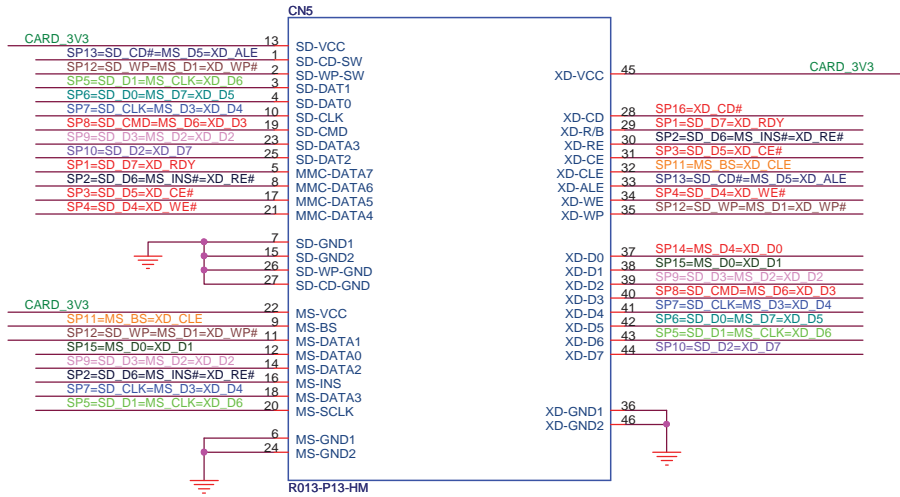 CN5
CARD_3V3 13 SD-VCC
SP13=SD_CD#=MS_D5=XD_ALE 1 SD-CD-SW
SP12=SD_WP=MS_D1=XD_WP# 2 SD-WP-SW
SP5=SD_D1=MS_CLK=XD_D6 3 SD-DAT1
SP6=SD_D0=MS_D7=XD_D5 4 SD-DAT0
SP7=SD_CLK=MS_D3=XD_D4 10 SD-CLK
SP8=SD_CMD=MS_D6=XD_D3 19 SD-CMD
SP9=SD_D3=MS_D2=XD_D2 23 SD-DATA3
SP10=SD_D2=XD_D7 25 SD-DAT2
SP1=SD_D7=XD_RDY 5 MMC-DATA7
SP2=SD_D6=MS_INS#=XD_RE# 8 MMC-DATA6
SP3=SD_D5=XD_CE# 17 MMC-DATA5
SP4=SD_D4=XD_WE# 21 MMC-DATA4
7 SD-GND1
15 SD-GND2
26 SD-WP-GND
27 SD-CD-GND
CARD_3V3 22 MS-VCC
SP11=MS_BS=XD_CLE 9 MS-BS
SP12=SD_WP=MS_D1=XD_WP# 11 MS-DATA1
SP15=MS_D0=XD_D1 12 MS-DATA0
SP9=SD_D3=MS_D2=XD_D2 14 MS-DATA2
SP2=SD_D6=MS_INS#=XD_RE# 16 MS-INS
SP7=SD_CLK=MS_D3=XD_D4 18 MS-DATA3
SP5=SD_D1=MS_CLK=XD_D6 20 MS-SCLK
6 MS-GND1
24 MS-GND2
XD-VCC 45 CARD_3V3
XD-CD 28 SP16=XD_CD#
XD-R/B 29 SP1=SD_D7=XD_RDY
XD-RE 30 SP2=SD_D6=MS_INS#=XD_RE#
XD-CE 31 SP3=SD_D5=XD_CE#
XD-CLE 32 SP11=MS_BS=XD_CLE
XD-ALE 33 SP13=SD_CD#=MS_D5=XD_ALE
XD-WE 34 SP4=SD_D4=XD_WE#
XD-WP 35 SP12=SD_WP=MS_D1=XD_WP#
XD-D0 37 SP14=MS_D4=XD_D0
XD-D1 38 SP15=MS_D0=XD_D1
XD-D2 39 SP9=SD_D3=MS_D2=XD_D2
XD-D3 40 SP8=SD_CMD=MS_D6=XD_D3
XD-D4 41 SP7=SD_CLK=MS_D3=XD_D4
XD-D5 42 SP6=SD_D0=MS_D7=XD_D5
XD-D6 43 SP5=SD_D1=MS_CLK=XD_D6
XD-D7 44 SP10=SD_D2=XD_D7
XD-GND1 36
XD-GND2 46
R013-P13-HM